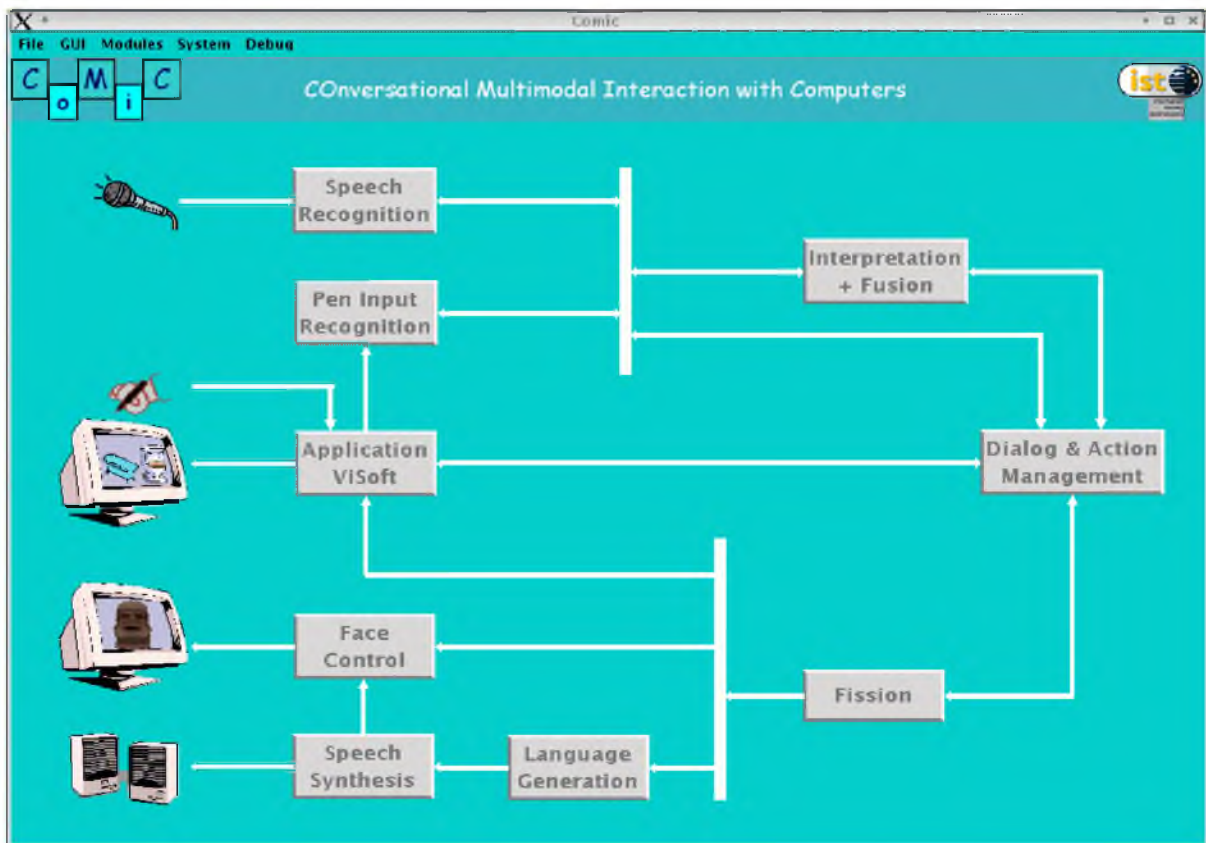 Comic
File GUI Modules System Debug
C o M i C
COnversational Multimodal Interaction with Computers
ist
Speech
Recognition
Interpretation
+ Fusion
Pen Input
Recognition
Application
ViSoft
Dialog & Action
Management
Face
Control
Fission
Speech
Synthesis
Language
Generation